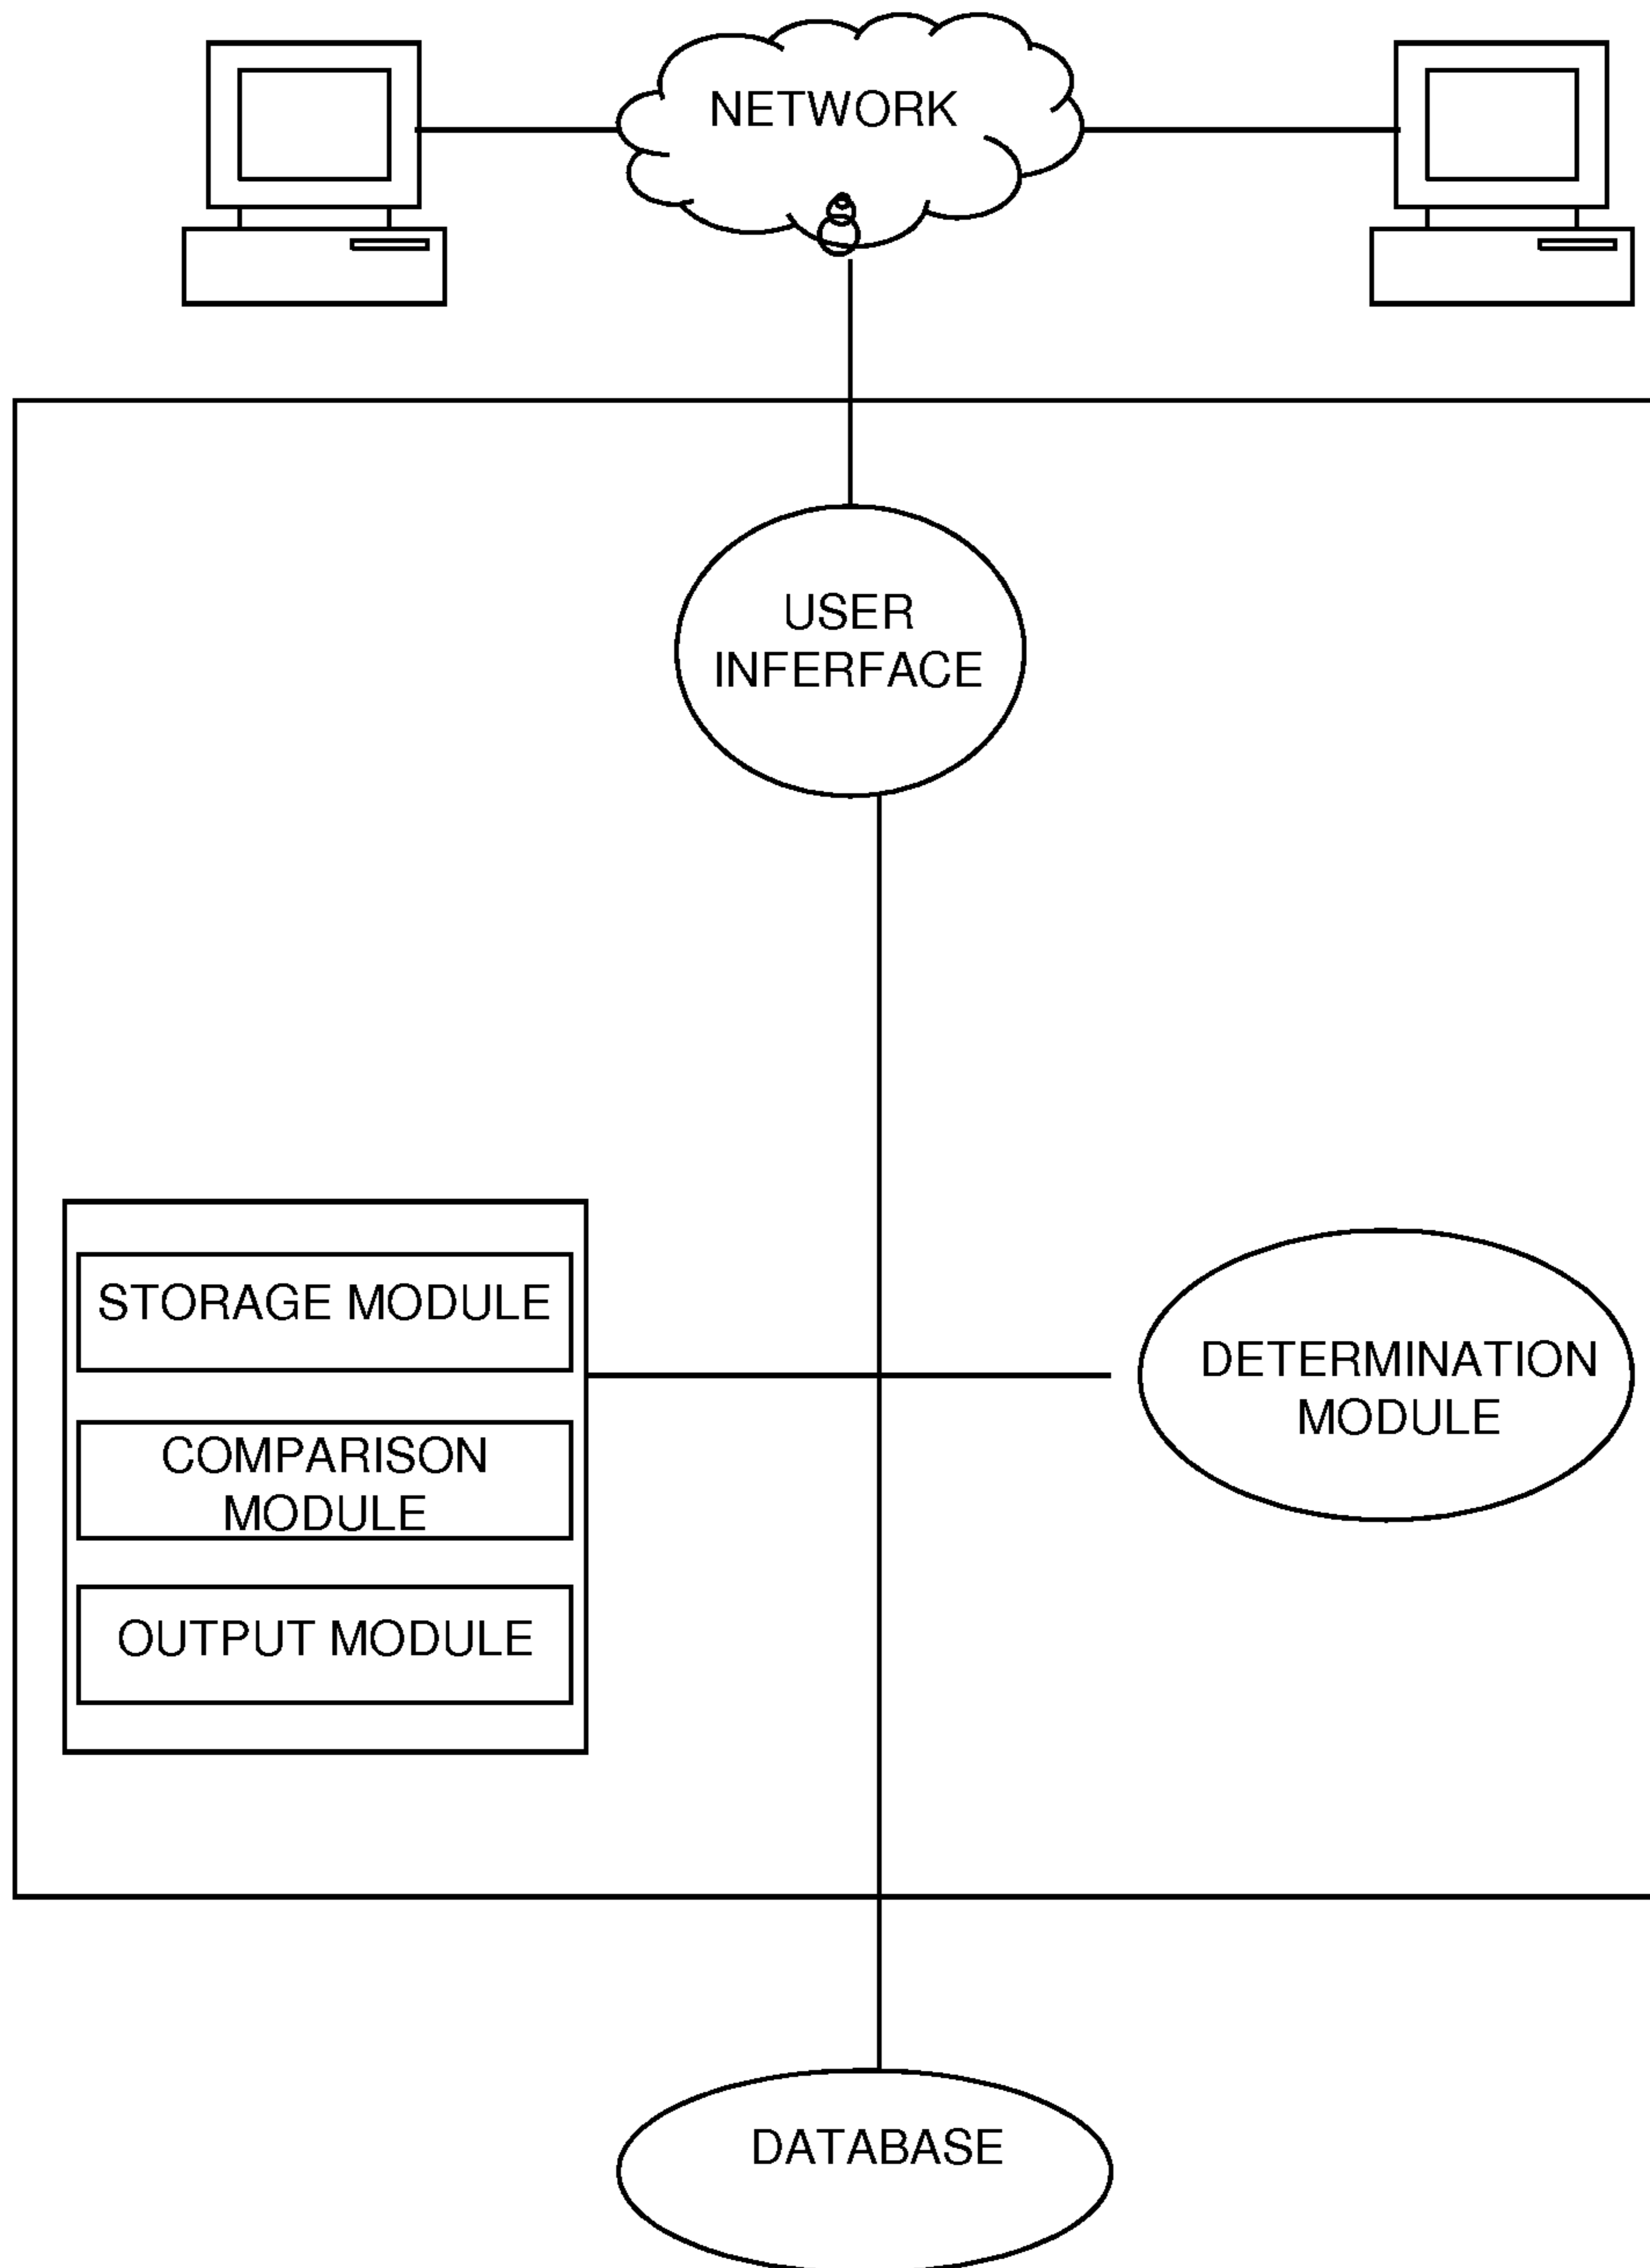 NETWORK
USER
INFERFACE
STORAGE MODULE
DETERMINATION
MODULE
COMPARISON
MODULE
OUTPUT MODULE
DATABASE